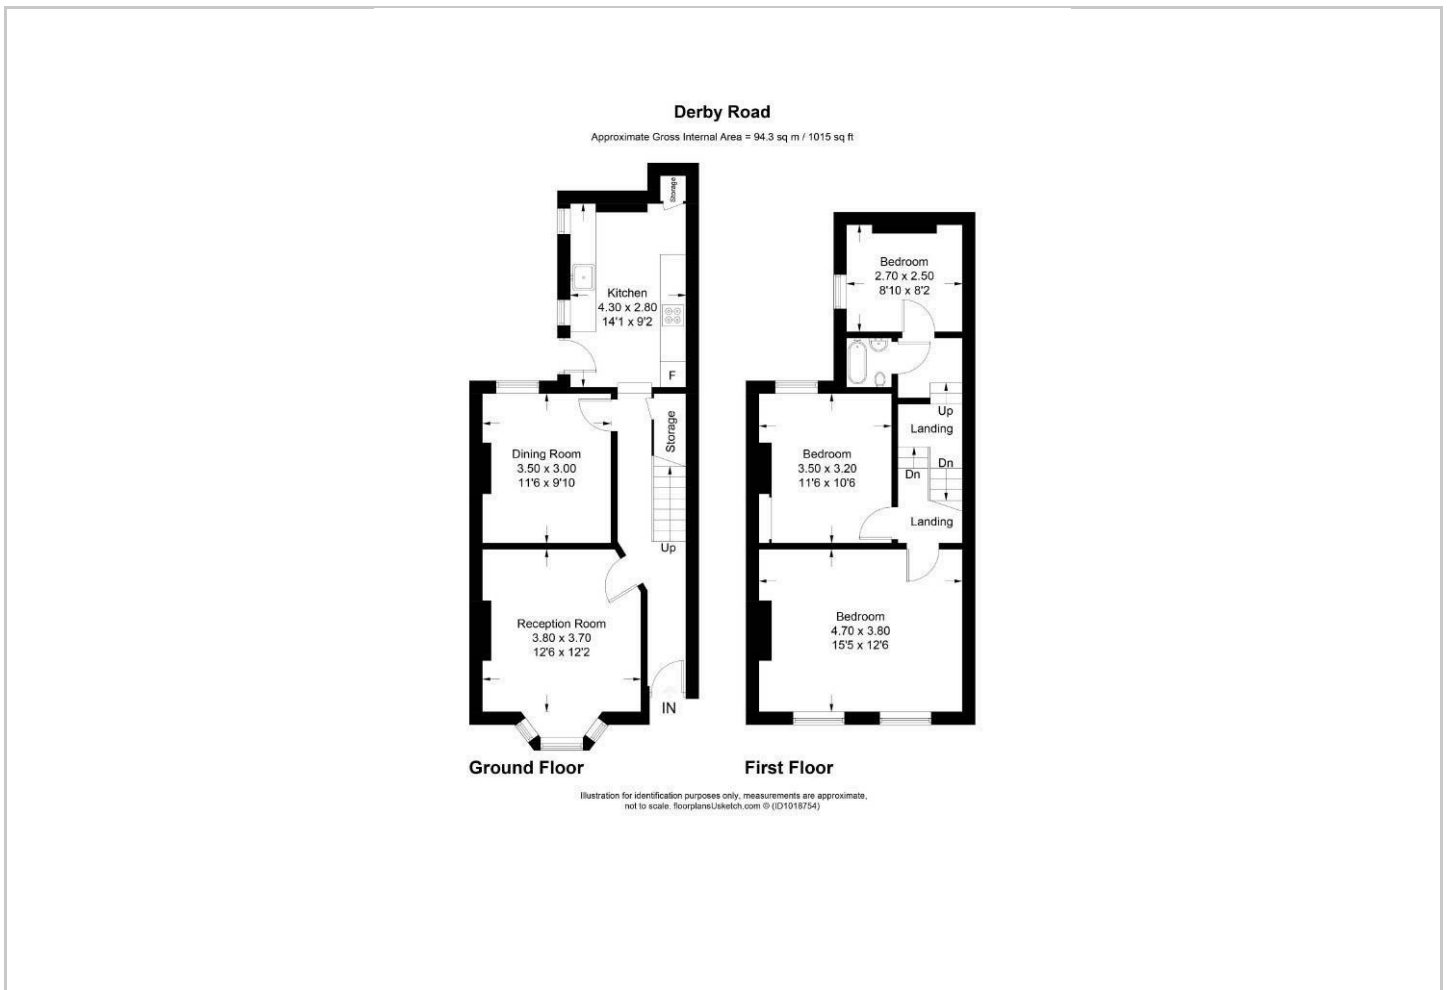 Derby Road
Approximate Gross Internal Area = 94.3 sq m / 1015 sq ft
Storage
Kitchen
4.30 x 2.80
14'1 x 9'2
F
Storage
Dining Room
3.50 x 3.00
11'6 x 9'10
Up
Reception Room
3.80 x 3.70
12'6 x 12'2
IN
Ground Floor
Bedroom
2.70 x 2.50
8'10 x 8'2
Up
Landing
Dn
Dn
Bedroom
3.50 x 3.20
11'6 x 10'6
Landing
Bedroom
4.70 x 3.80
15'5 x 12'6
First Floor
Illustration for identification purposes only, measurements are approximate,
not to scale. floorplansUsketch.com © (ID1018754)